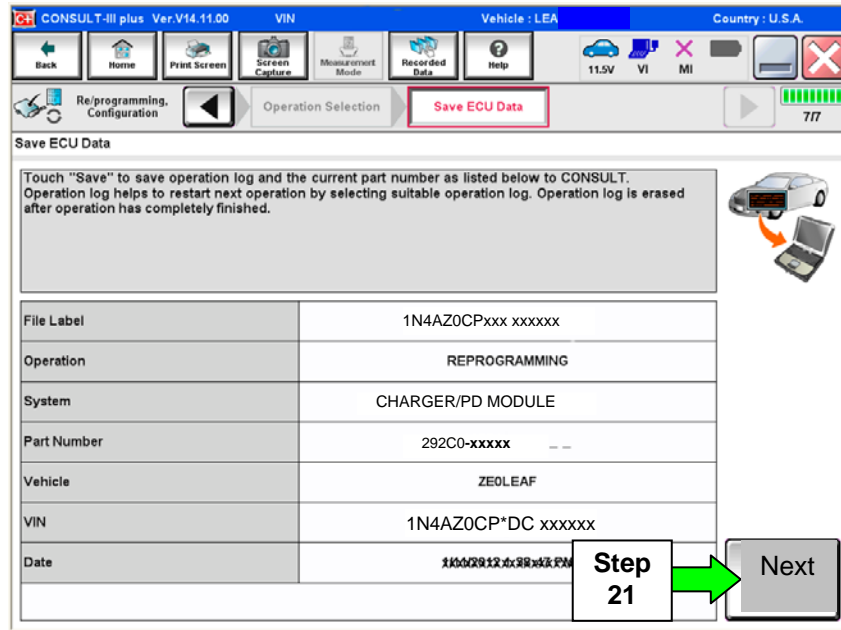 C+ CONSULT-III plus Ver.V14.11.00 VIN Vehicle : LEA Country : U.S.A.
Back Home Print Screen Screen Capture Measurement Mode Recorded Data Help 11.5V VI MI
Re/programming, Configuration Operation Selection Save ECU Data 7/7
Save ECU Data
Touch "Save" to save operation log and the current part number as listed below to CONSULT.
Operation log helps to restart next operation by selecting suitable operation log. Operation log is erased
after operation has completely finished.
File Label 1N4AZ0CPxxx xxxxxx
Operation REPROGRAMMING
System CHARGER/PD MODULE
Part Number 292C0-xxxxx _ _
Vehicle ZE0LEAF
VIN 1N4AZ0CP*DC xxxxxx
Date
Step
21
Next